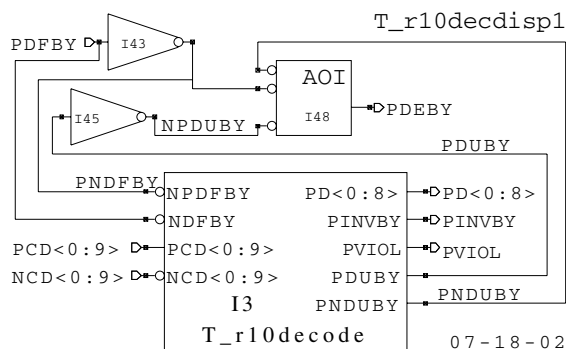 T_r10decdisp1
PDFBY
I43
AOI
I48
PDEBY
I45
NPDUBY
PDUBY
PNDFBY
NPDFBY
PD<0:8>
PD<0:8>
NDFBY
PINVBY
PINVBY
PCD<0:9>
PCD<0:9>
PVIOL
PVIOL
NCD<0:9>
NCD<0:9>
PDUBY
I3
PNDUBY
PNDUBY
T_r10decode
07-18-02